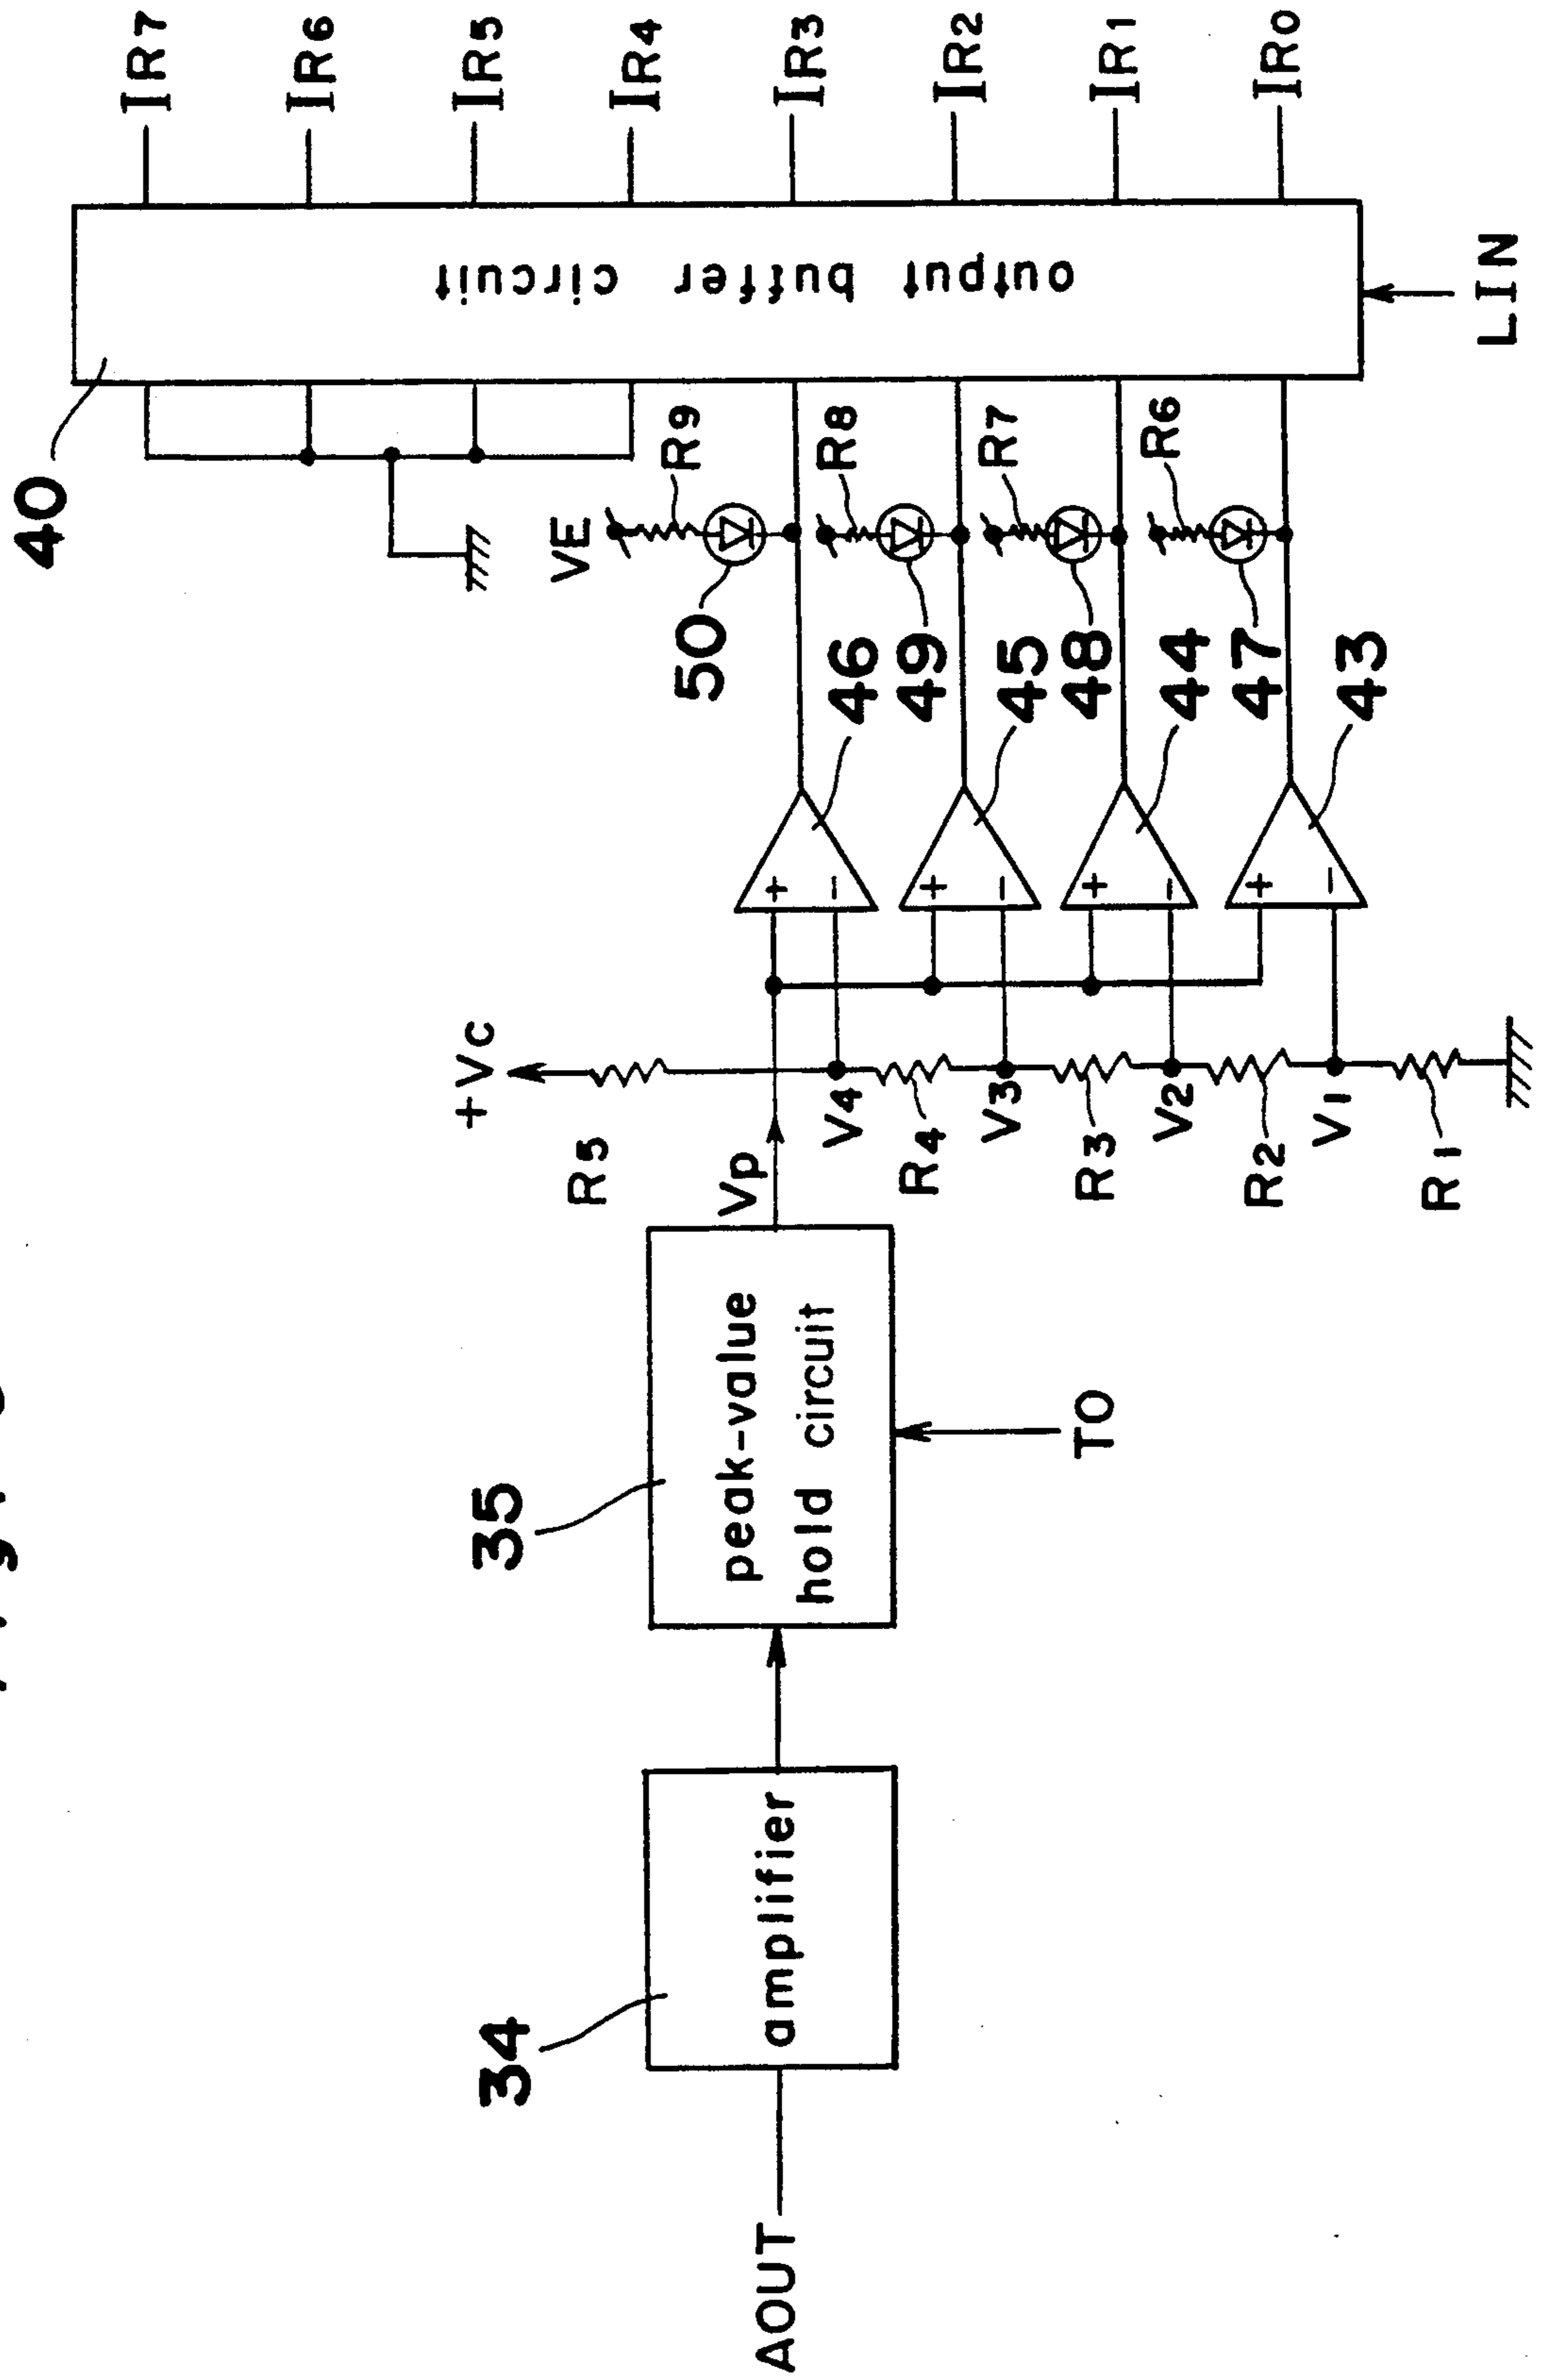 40
IR7
IR6
IR5
IR4
IR3
IR2
IR1
IR0
output buffer circuit
LIN
VE
R9
R8
R7
R6
50
49
48
47
46
45
44
43
+
−
+
−
+
−
+
−
+Vc
R5
Vp
V4
R4
V3
R3
V2
R2
V1
R1
35
peak-value
hold circuit
TO
34
amplifier
AOUT